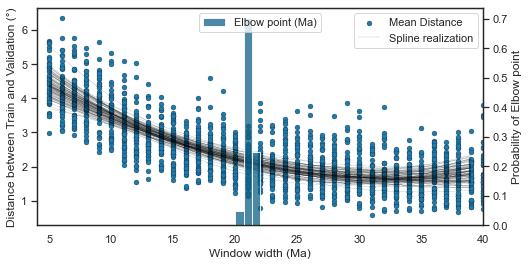 Elbow point (Ma)
Mean Distance
Spline realization
Distance between Train and Validation (°)
6
5
4
3
2
1
0.7
0.6
0.5
0.4
0.3
0.2
0.1
0.0
Probability of Elbow point
5 10 15 20 25 30 35 40
Window width (Ma)